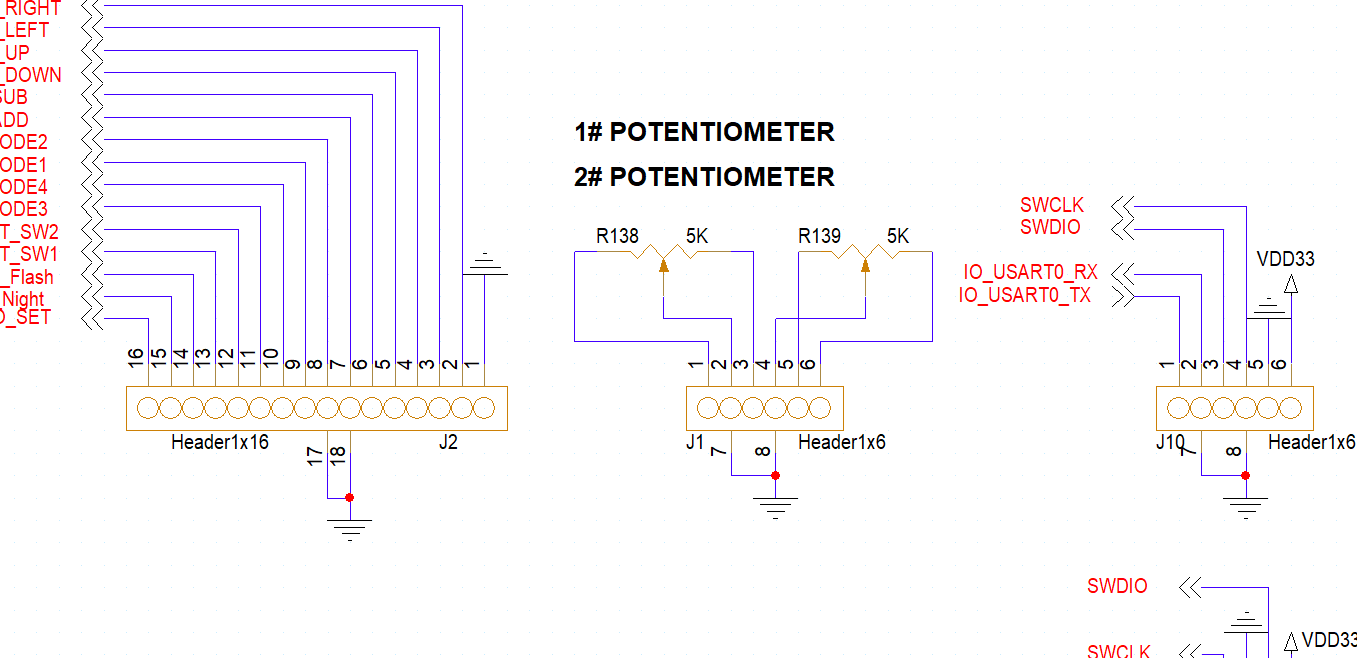 _RIGHT
_LEFT
_UP
_DOWN
SUB
ADD
ODE2
ODE1
ODE4
ODE3
T_SW2
T_SW1
_Flash
_Night
O_SET
16 15 14 13 12 11 10 9 8 7 6 5 4 3 2 1
Header1x16 J2
17 18
1# POTENTIOMETER
2# POTENTIOMETER
R138 5K R139 5K
1 2 3 4 5 6
J1 Header1x6
7 8
SWCLK
SWDIO
VDD33
IO_USART0_RX
IO_USART0_TX
1 2 3 4 5 6
J10 Header1x6
7 8
SWDIO
VDD33
SWCLK